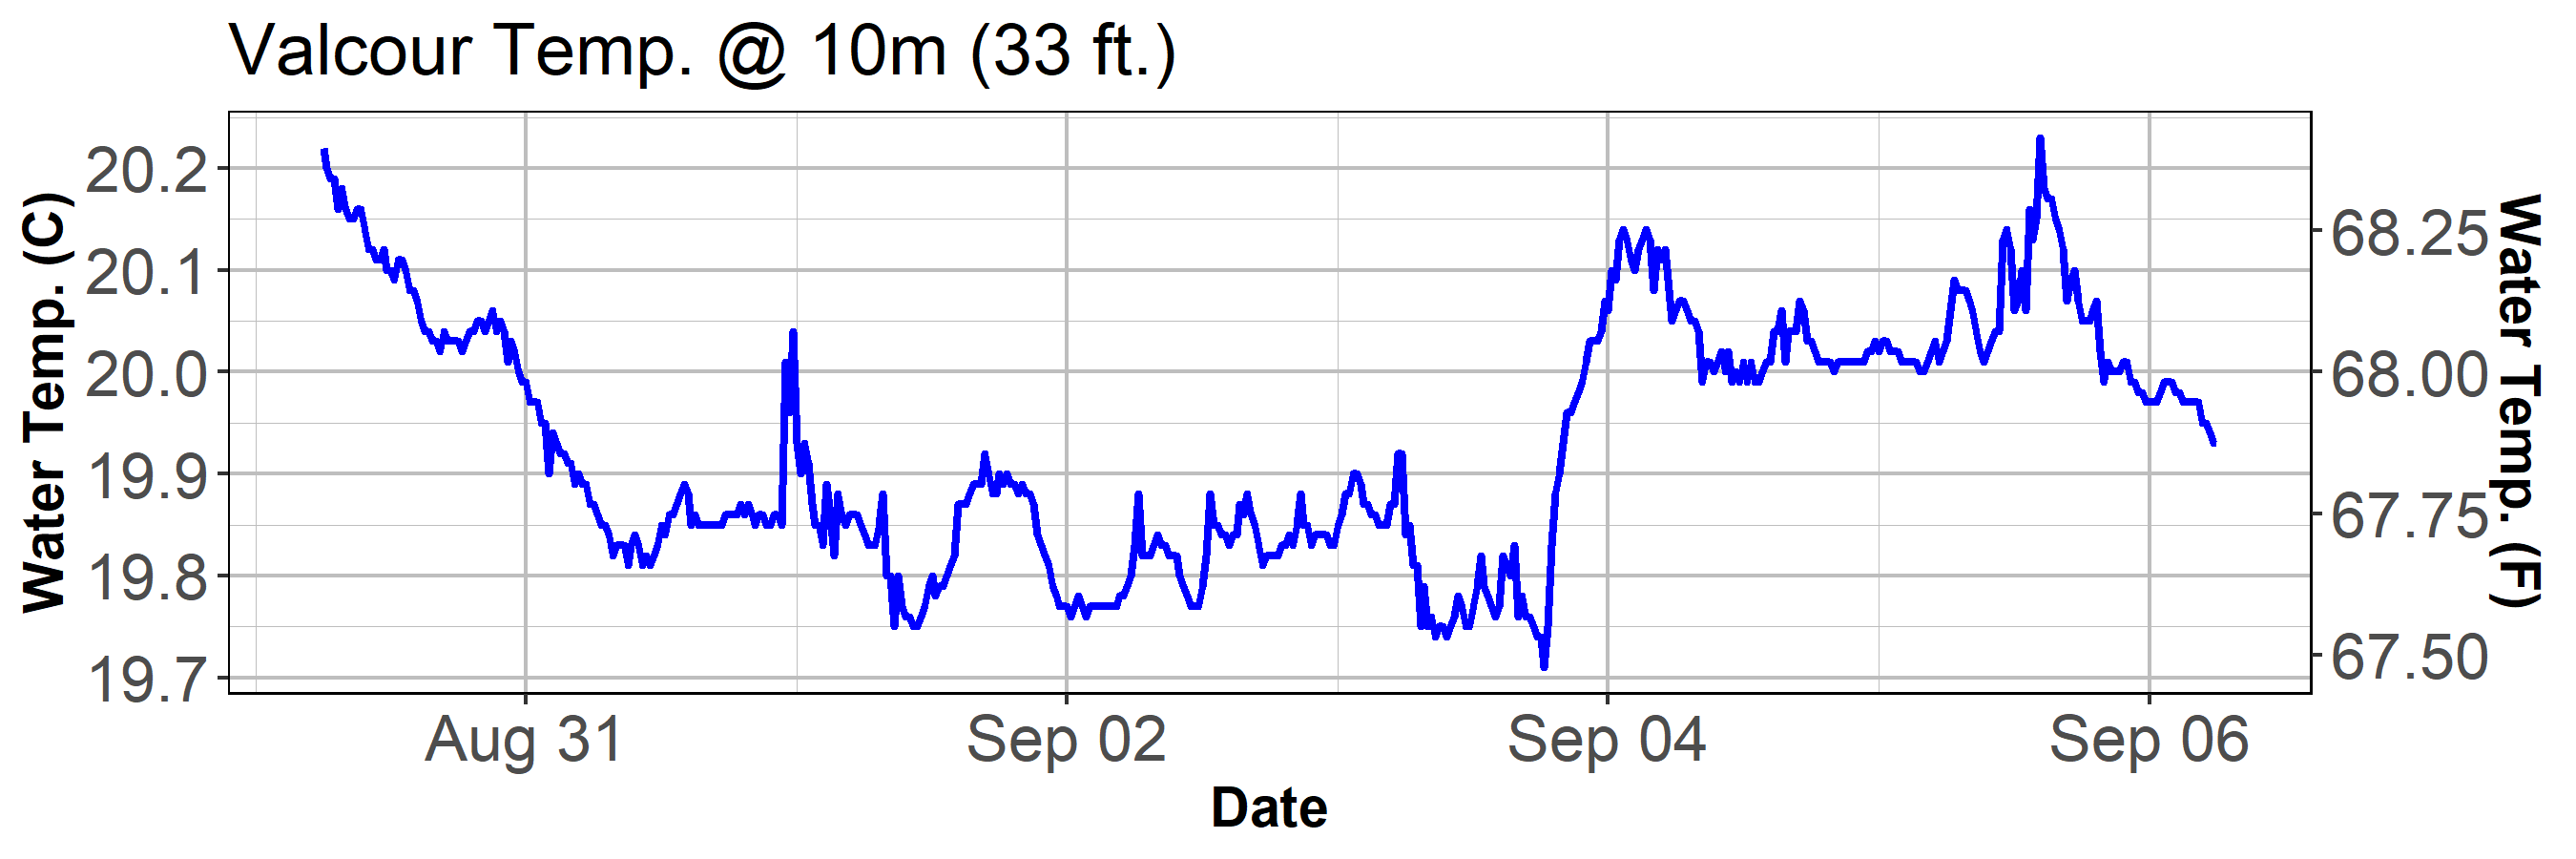 Valcour Temp. @ 10m (33 ft.)
Water Temp. (C)
20.2
20.1
20.0
19.9
19.8
19.7
68.25
68.00
67.75
67.50
Water Temp. (F)
Aug 31
Sep 02
Sep 04
Sep 06
Date